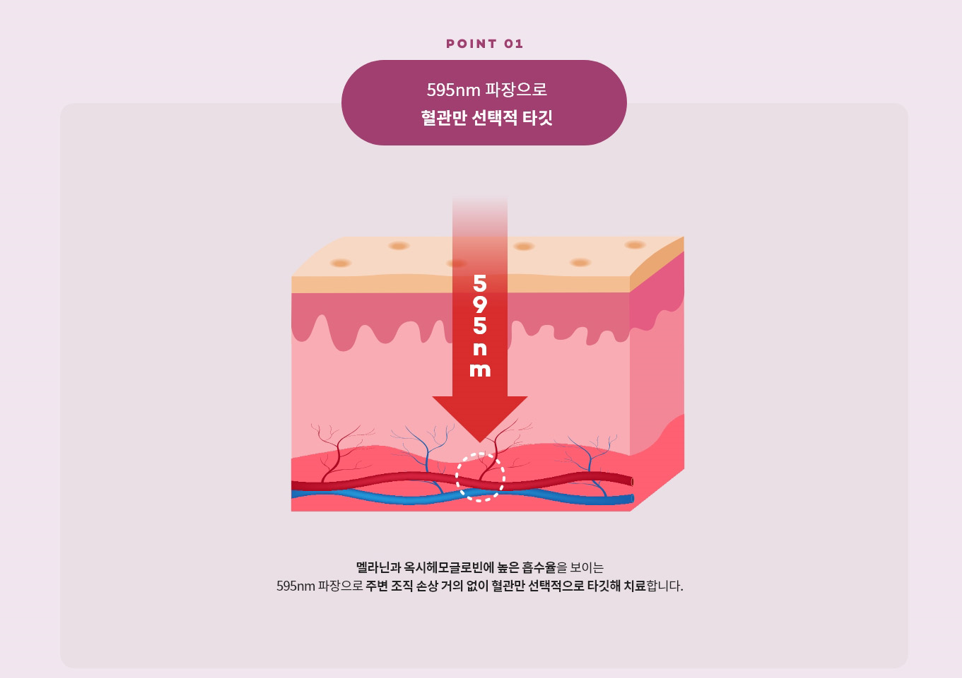 POINT 01
595nm 파장으로
혈관만 선택적 타깃
595nm
멜라닌과 옥시헤모글로빈에 높은 흡수율을 보이는
595nm 파장으로 주변 조직 손상 거의 없이 혈관만 선택적으로 타깃해 치료합니다.